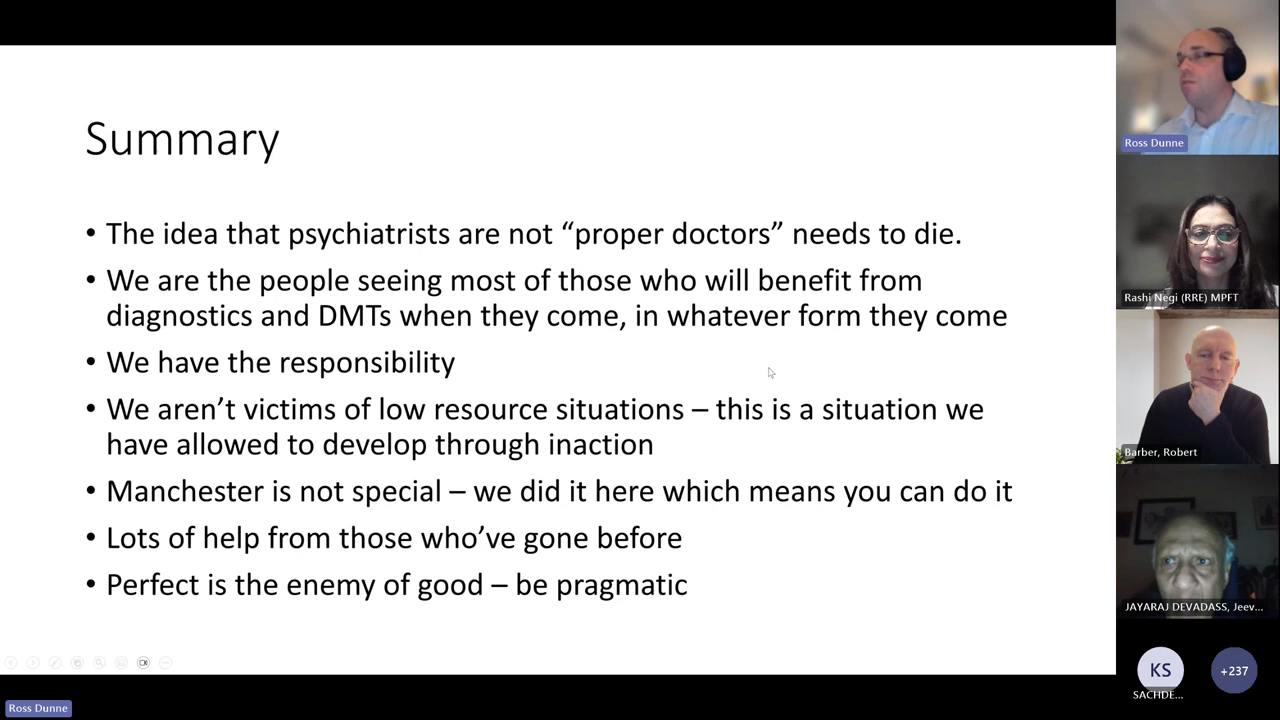 Summary
• The idea that psychiatrists are not “proper doctors” needs to die.
• We are the people seeing most of those who will benefit from
diagnostics and DMTs when they come, in whatever form they come
• We have the responsibility
• We aren’t victims of low resource situations – this is a situation we
have allowed to develop through inaction
• Manchester is not special – we did it here which means you can do it
• Lots of help from those who’ve gone before
• Perfect is the enemy of good – be pragmatic
Ross Dunne
Rashi Negi (RRE) MPFT
Barber, Robert
JAYARAJ DEVADASS, Jeev...
KS
SACHDE...
+237
Ross Dunne